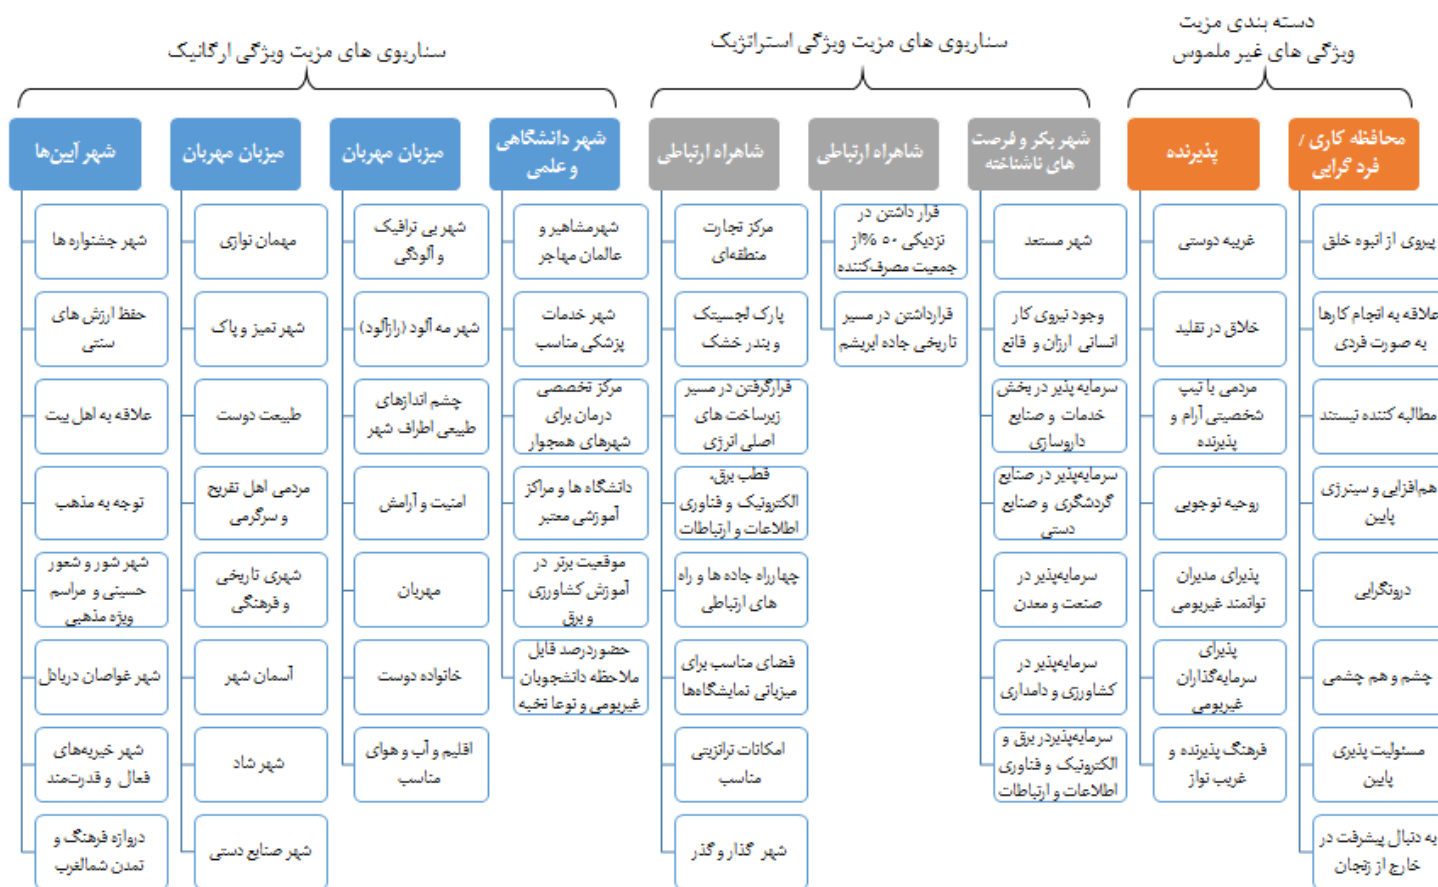 دسته بندی مزیت
ویژگی های غیر ملموس
سناریوی های مزیت ویژگی استراتژیک
سناریوی های مزیت ویژگی ارگانیک
محافظه کاری /
فرد گرایی
پیروی از انبوه خلق
علاقه به انجام کارها
به صورت فردی
مطالبه کننده نیستند
هم‌افزایی و سینرژی
پایین
درونگرایی
چشم و هم چشمی
مسئولیت پذیری
پایین
به دنبال پیشرفت در
خارج از زنجان
پذیرنده
غریبه دوستی
خلاق در تقلید
مردمی با تیپ
شخصیتی آرام و
پذیرنده
روحیه نوجویی
پذیرای مدیران
توانمند غیربومی
پذیرای
سرمایه‌گذاران
غیربومی
فرهنگ پذیرنده و
غریب نواز
شهر بکر و فرصت
های ناشناخته
شهر مستعد
وجود نیروی کار
انسانی ارزان و قانع
سرمایه پذیر در بخش
خدمات و صنایع
داروسازی
سرمایه‌پذیر در صنایع
گردشگری و صنایع
دستی
سرمایه‌پذیر در
صنعت و معدن
سرمایه‌پذیر در
کشاورزی و دامداری
سرمایه‌پذیردر برق و
الکترونیک و فناوری
اطلاعات و ارتباطات
شاهراه ارتباطی
قرار داشتن در
نزدیکی ۵۰ %از
جمعیت مصرف‌کننده
قرارداشتن در مسیر
تاریخی جاده ابریشم
شاهراه ارتباطی
مرکز تجارت
منطقه‌ای
پارک لجسیتک
و بندر خشک
قرارگرفتن در مسیر
زیرساخت های
اصلی انرژی
قطب برق،
الکترونیک و فناوری
اطلاعات و ارتباطات
چهارراه جاده ها و راه
های ارتباطی
فضای مناسب برای
میزبانی نمایشگاه‌ها
امکانات ترانزیتی
مناسب
شهر گذار و گذر
شهر دانشگاهی
و علمی
شهرمشاهیر و
عالمان مهاجر
شهر خدمات
پزشکی مناسب
مرکز تخصصی
درمان برای
شهرهای همجوار
دانشگاه ها و مراکز
آموزشی معتبر
موقعیت برتر در
آموزش کشاورزی
و برق
حضوردرصد قابل
ملاحظه دانشجویان
غیربومی و نوعا نخبه
میزبان مهربان
شهر بی ترافیک
و آلودگی
شهر مه آلود (رازآلود)
چشم اندازهای
طبیعی اطراف شهر
امنیت و آرامش
مهربان
خانواده دوست
اقلیم و آب و هوای
مناسب
میزبان مهربان
مهمان نوازی
شهر تمیز و پاک
طبیعت دوست
مردمی اهل تفریح
و سرگرمی
شهری تاریخی
و فرهنگی
آسمان شهر
شهر شاد
شهر صنایع دستی
شهر آیین‌ها
شهر جشنواره ها
حفظ ارزش های
سنتی
علاقه به اهل بیت
توجه به مذهب
شهر شور و شعور
حسینی و مراسم
ویژه مذهبی
شهر غواصان دریادل
شهر خیریه‌های
فعال و قدرت‌مند
دروازه فرهنگ و
تمدن شمالغرب